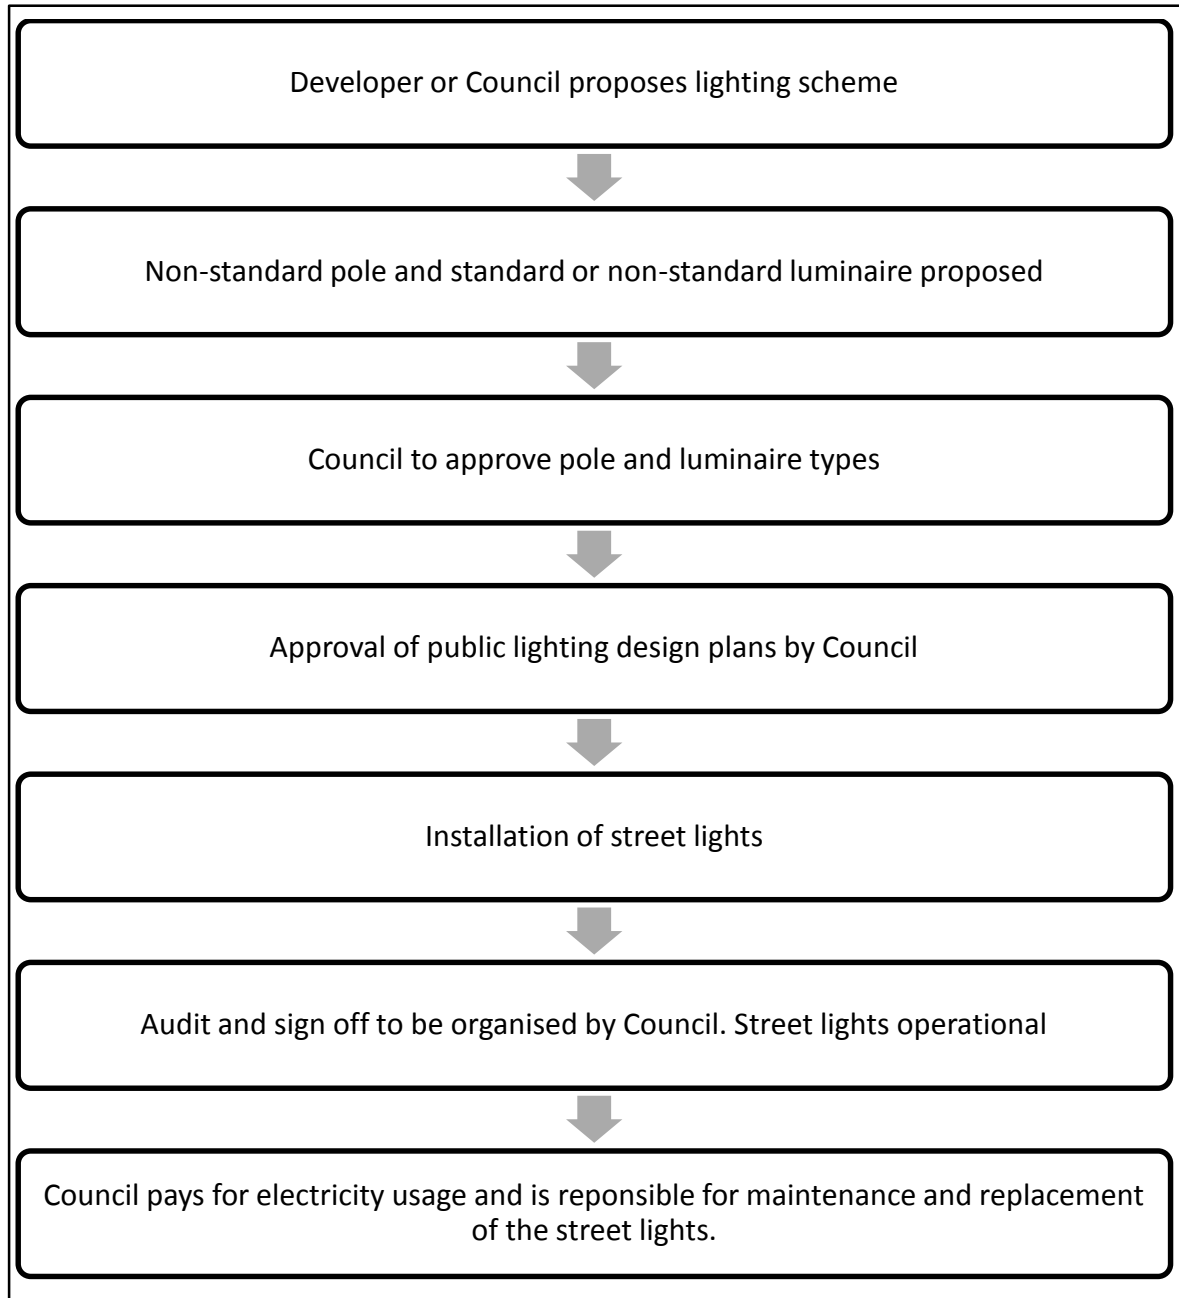 Developer or Council proposes lighting scheme
Non-standard pole and standard or non-standard luminaire proposed
Council to approve pole and luminaire types
Approval of public lighting design plans by Council
Installation of street lights
Audit and sign off to be organised by Council. Street lights operational
Council pays for electricity usage and is reponsible for maintenance and replacement
of the street lights.